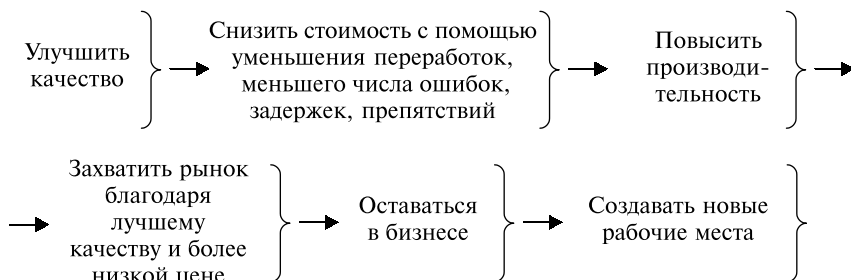 Улучшить
качество
Снизить стоимость с помощью
уменьшения переработок,
меньшего числа ошибок,
задержек, препятствий
Повысить
производи-
тельность
Захватить рынок
благодаря
лучшему
качеству и более
низкой цене
Оставаться
в бизнесе
Создавать новые
рабочие места